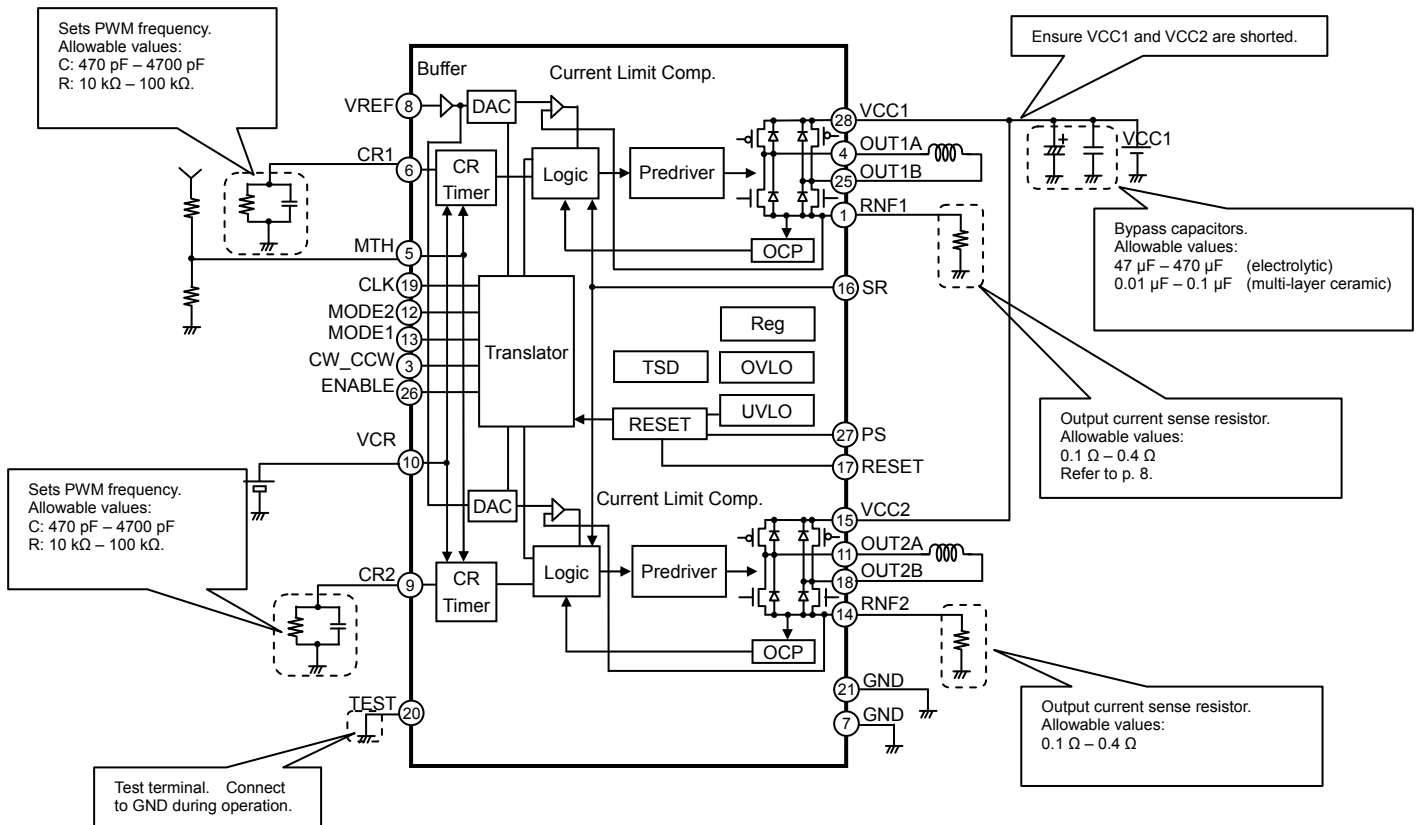 Sets PWM frequency.
Allowable values:
C: 470 pF – 4700 pF
R: 10 kΩ – 100 kΩ.
Ensure VCC1 and VCC2 are shorted.
Buffer
Current Limit Comp.
VREF
8
DAC
28
VCC1
VCC1
CR1
6
CR
Timer
Logic
Predriver
4
OUT1A
25
OUT1B
1
RNF1
OCP
Bypass capacitors.
Allowable values:
47 µF – 470 µF (electrolytic)
0.01 µF – 0.1 µF (multi-layer ceramic)
MTH
5
CLK
19
MODE2
12
MODE1
13
CW_CCW
3
ENABLE
26
Translator
16
SR
Reg
TSD
OVLO
UVLO
RESET
27
PS
17
RESET
Output current sense resistor.
Allowable values:
0.1 Ω – 0.4 Ω
Refer to p. 8.
VCR
10
Sets PWM frequency.
Allowable values:
C: 470 pF – 4700 pF
R: 10 kΩ – 100 kΩ.
DAC
Current Limit Comp.
15
VCC2
11
OUT2A
18
OUT2B
14
RNF2
CR2
9
CR
Timer
Logic
Predriver
OCP
21
GND
7
GND
TEST
20
Output current sense resistor.
Allowable values:
0.1 Ω – 0.4 Ω
Test terminal. Connect
to GND during operation.